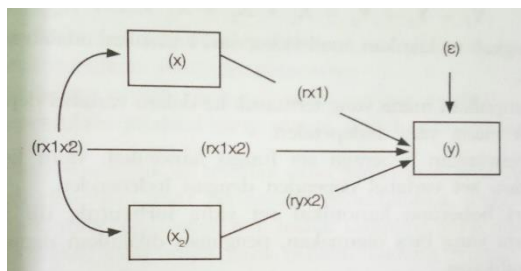 (x)
(ε)
(rx1)
(rx1x2)
(rx1x2)
(y)
(ryx2)
(x₂)